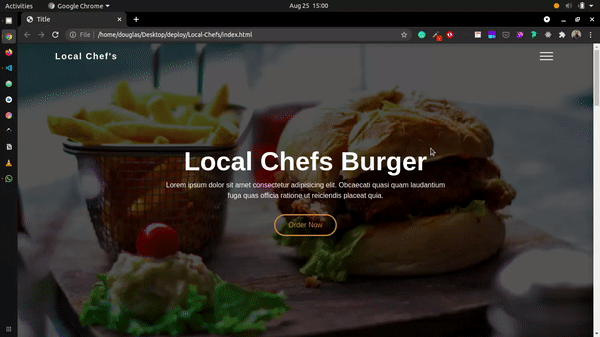 Activities
Google Chrome
Aug 25 15:00
Title
File
/home/douglas/Desktop/deploy/Local-Chefs/index.html
Local Chef's
Local Chefs Burger
Lorem ipsum dolor sit amet consectetur adipisicing elit. Obcaecati quasi quam laudantium
fuga quas officia ratione ut reiciendis placeat quia.
Order Now